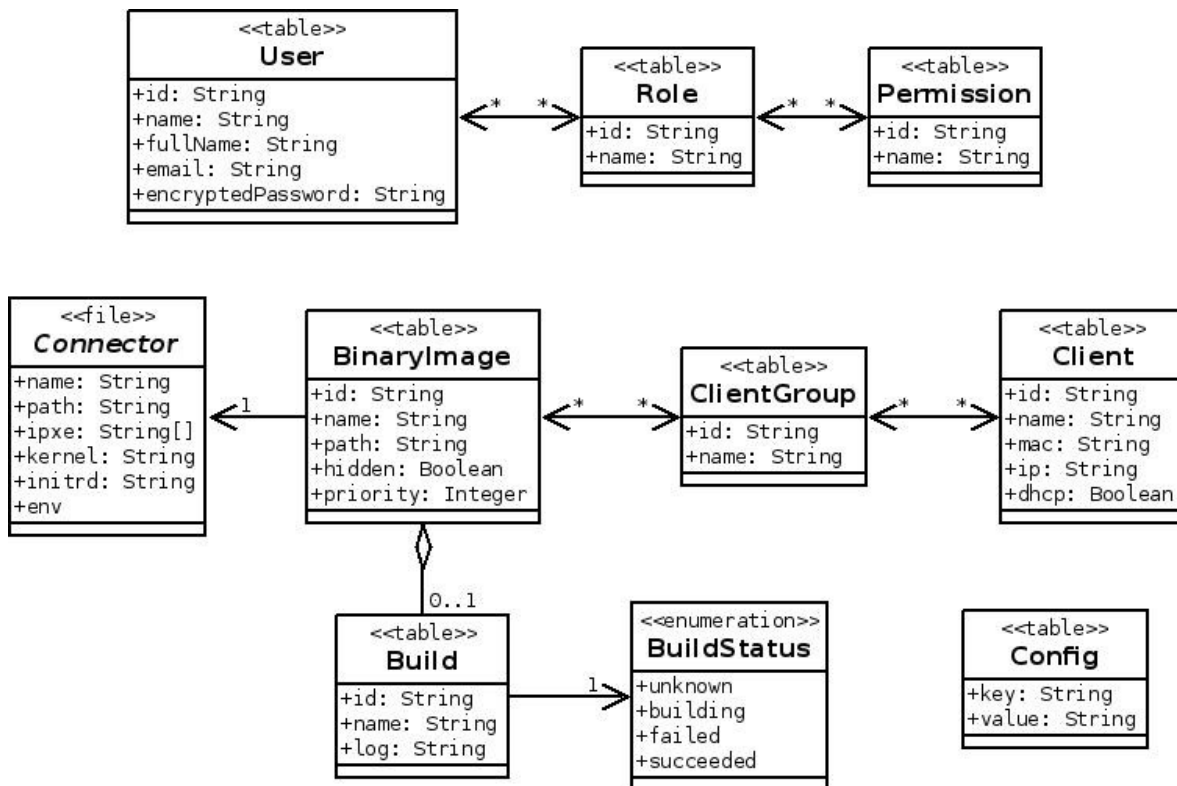 <<table>>
User
+id: String
+name: String
+fullName: String
+email: String
+encryptedPassword: String
* *
<<table>>
Role
+id: String
+name: String
* *
<<table>>
Permission
+id: String
+name: String
<<file>>
Connector
+name: String
+path: String
+ipxe: String[]
+kernel: String
+initrd: String
+env
1
<<table>>
BinaryImage
+id: String
+name: String
+path: String
+hidden: Boolean
+priority: Integer
* *
<<table>>
ClientGroup
+id: String
+name: String
* *
<<table>>
Client
+id: String
+name: String
+mac: String
+ip: String
+dhcp: Boolean
0..1
<<table>>
Build
+id: String
+name: String
+log: String
1
<<enumeration>>
BuildStatus
+unknown
+building
+failed
+succeeded
<<table>>
Config
+key: String
+value: String